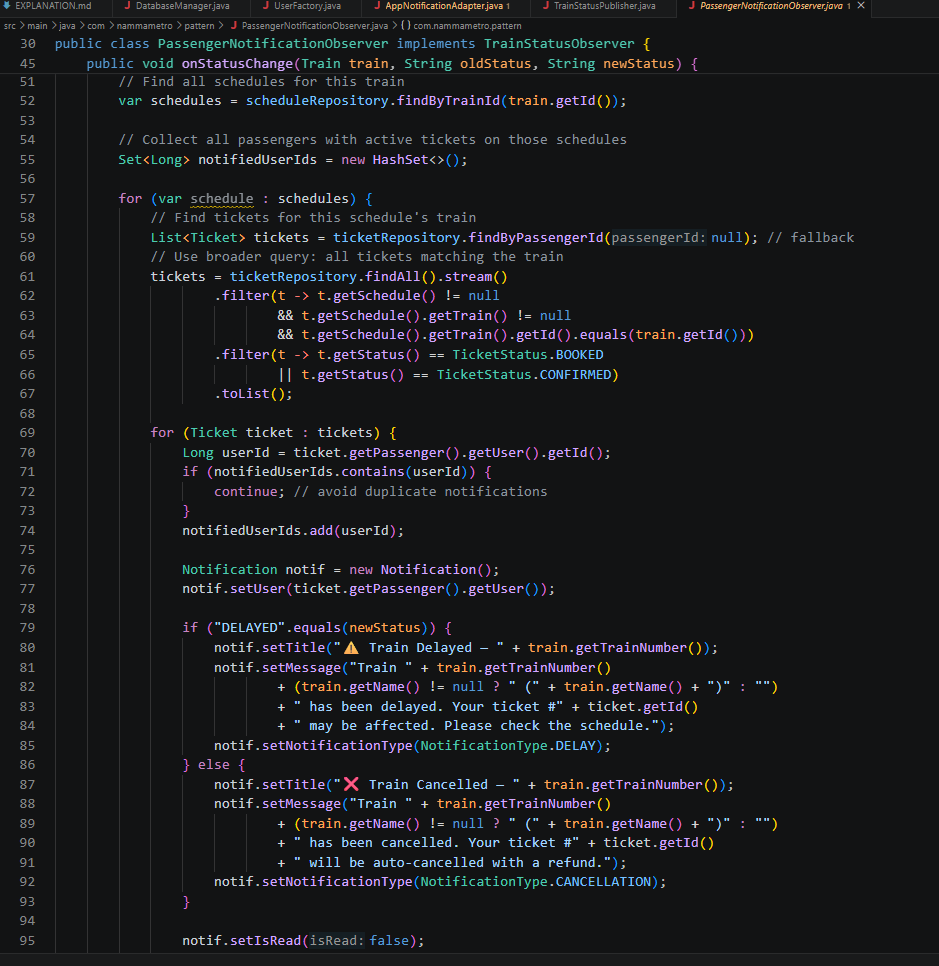 EXPLANATION.md DatabaseManager.java UserFactory.java AppNotificationAdapter.java 1 TrainStatusPublisher.java PassengerNotificationObserver.java 1 ×
src > main > java > com > nammametro > pattern > J PassengerNotificationObserver.java > {} com.nammametro.pattern
30 public class PassengerNotificationObserver implements TrainStatusObserver {
45     public void onStatusChange(Train train, String oldStatus, String newStatus) {
51         // Find all schedules for this train
52         var schedules = scheduleRepository.findByTrainId(train.getId());
53
54         // Collect all passengers with active tickets on those schedules
55         Set<Long> notifiedUserIds = new HashSet<>();
56
57         for (var schedule : schedules) {
58             // Find tickets for this schedule's train
59             List<Ticket> tickets = ticketRepository.findByPassengerId(passengerId: null); // fallback
60             // Use broader query: all tickets matching the train
61             tickets = ticketRepository.findAll().stream()
62                     .filter(t -> t.getSchedule() != null
63                             && t.getSchedule().getTrain() != null
64                             && t.getSchedule().getTrain().getId().equals(train.getId()))
65                     .filter(t -> t.getStatus() == TicketStatus.BOOKED
66                             || t.getStatus() == TicketStatus.CONFIRMED)
67                     .toList();
68
69             for (Ticket ticket : tickets) {
70                 Long userId = ticket.getPassenger().getUser().getId();
71                 if (notifiedUserIds.contains(userId)) {
72                     continue; // avoid duplicate notifications
73                 }
74                 notifiedUserIds.add(userId);
75
76                 Notification notif = new Notification();
77                 notif.setUser(ticket.getPassenger().getUser());
78
79                 if ("DELAYED".equals(newStatus)) {
80                     notif.setTitle("⚠️ Train Delayed — " + train.getTrainNumber());
81                     notif.setMessage("Train " + train.getTrainNumber()
82                             + (train.getName() != null ? " (" + train.getName() + ")" : "")
83                             + " has been delayed. Your ticket #" + ticket.getId()
84                             + " may be affected. Please check the schedule.");
85                     notif.setNotificationType(NotificationType.DELAY);
86                 } else {
87                     notif.setTitle("❌ Train Cancelled — " + train.getTrainNumber());
88                     notif.setMessage("Train " + train.getTrainNumber()
89                             + (train.getName() != null ? " (" + train.getName() + ")" : "")
90                             + " has been cancelled. Your ticket #" + ticket.getId()
91                             + " will be auto-cancelled with a refund.");
92                     notif.setNotificationType(NotificationType.CANCELLATION);
93                 }
94
95                 notif.setIsRead(isRead: false);